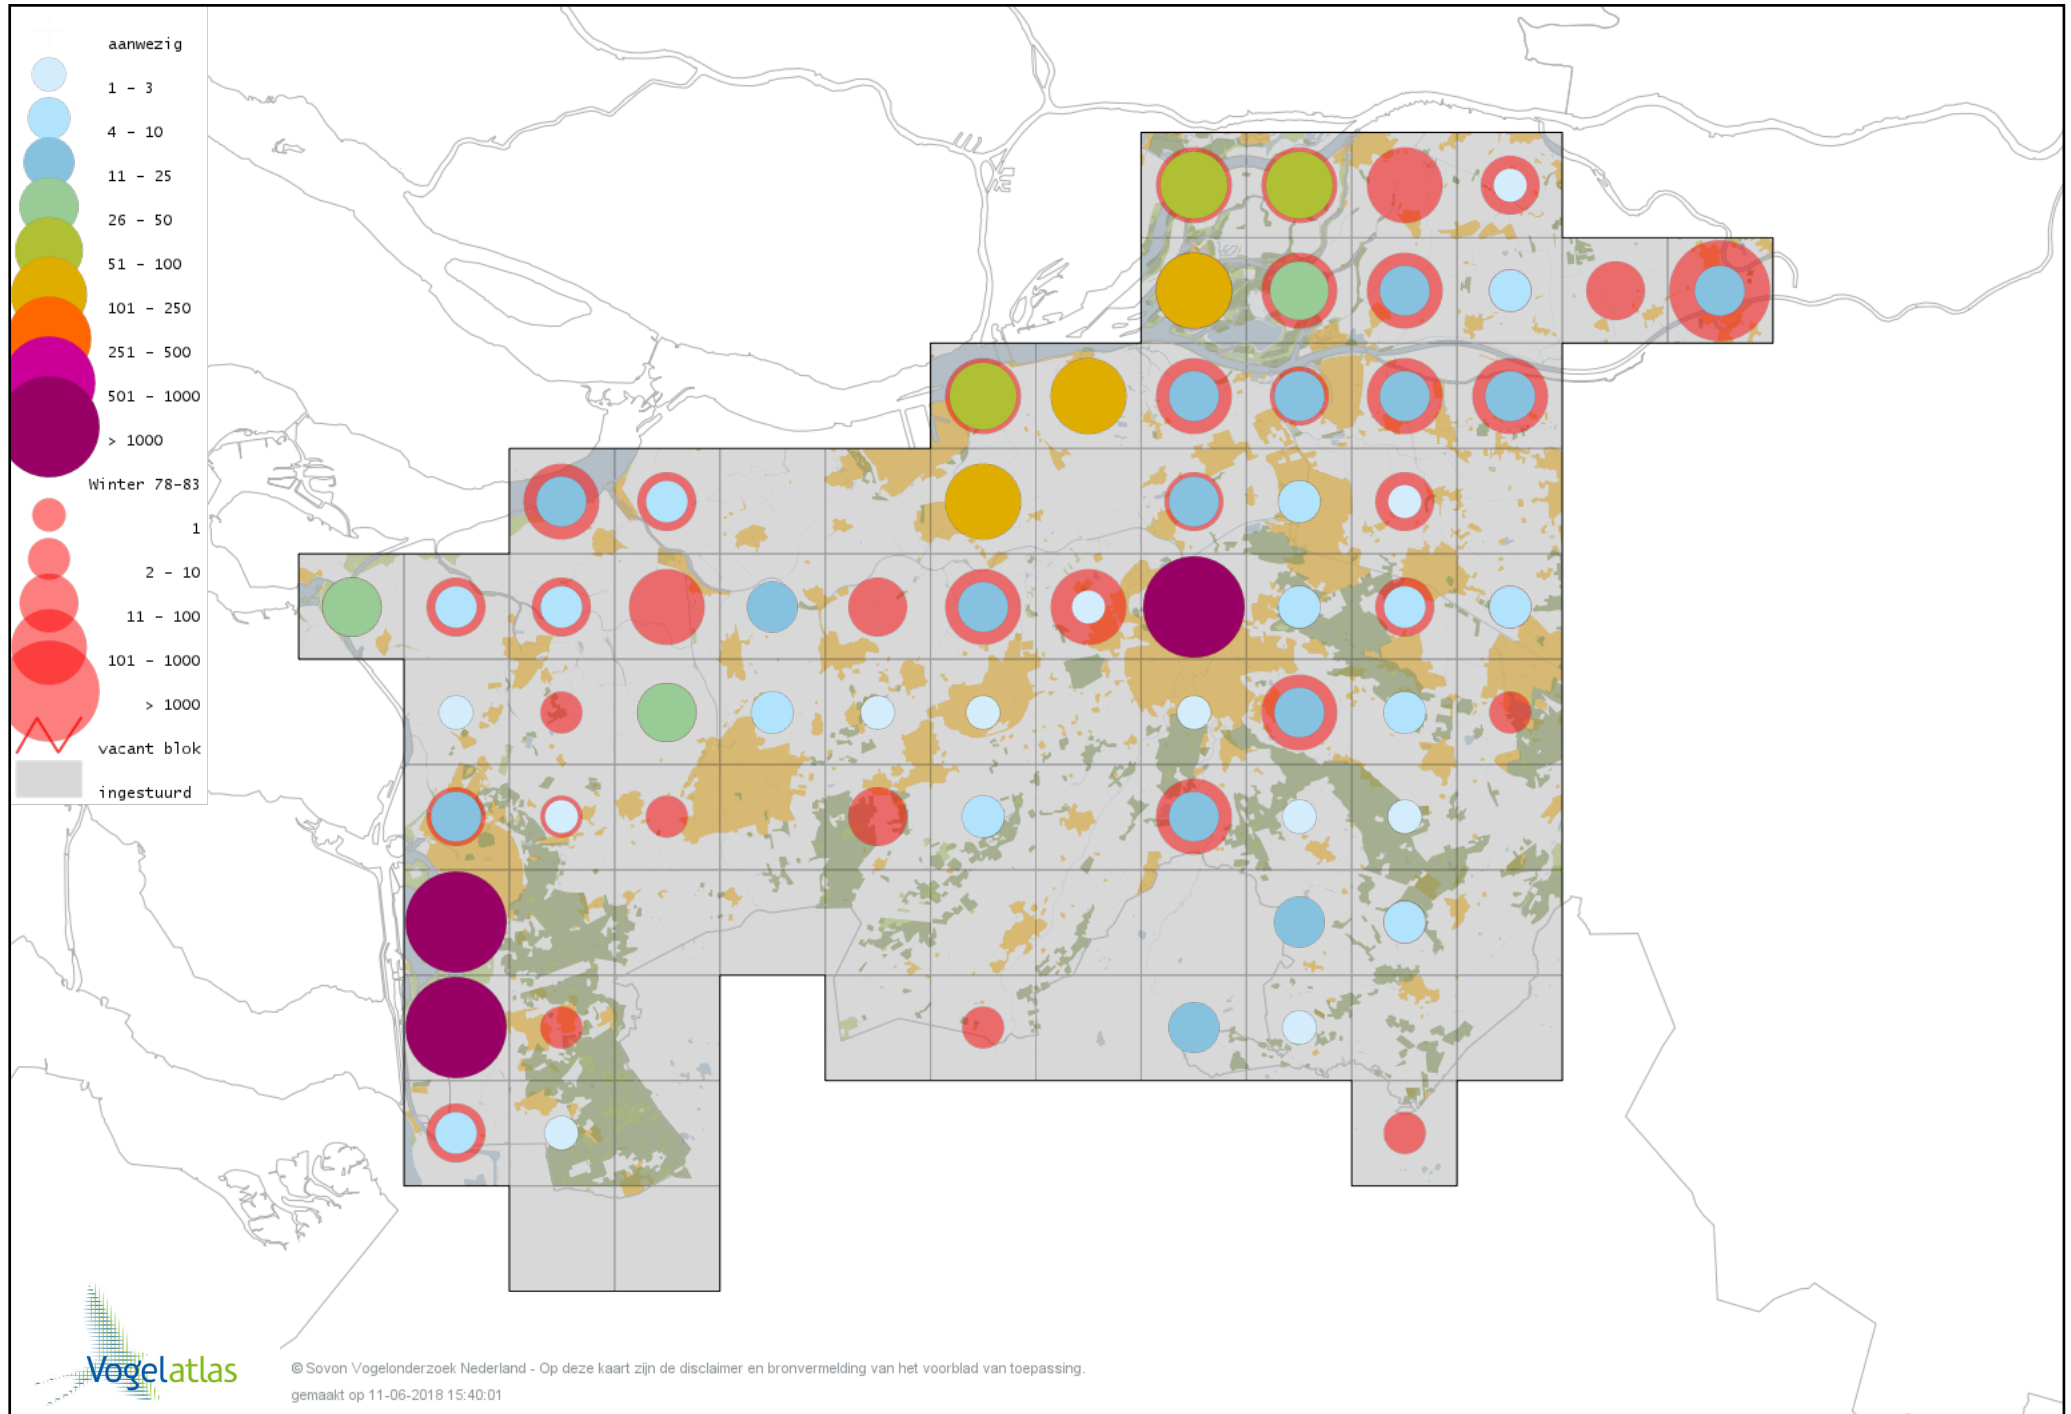 aanwezig
1 - 3
4 - 10
11 - 25
26 - 50
51 - 100
101 - 250
251 - 500
501 - 1000
> 1000
Winter 78-83
1
2 - 10
11 - 100
101 - 1000
> 1000
vacant blok
ingestuurd
Vogelatlas
© Sovon Vogelonderzoek Nederland - Op deze kaart zijn de disclaimer en bronvermelding van het voorblad van toepassing.
gemaakt op 11-06-2018 15:40:01